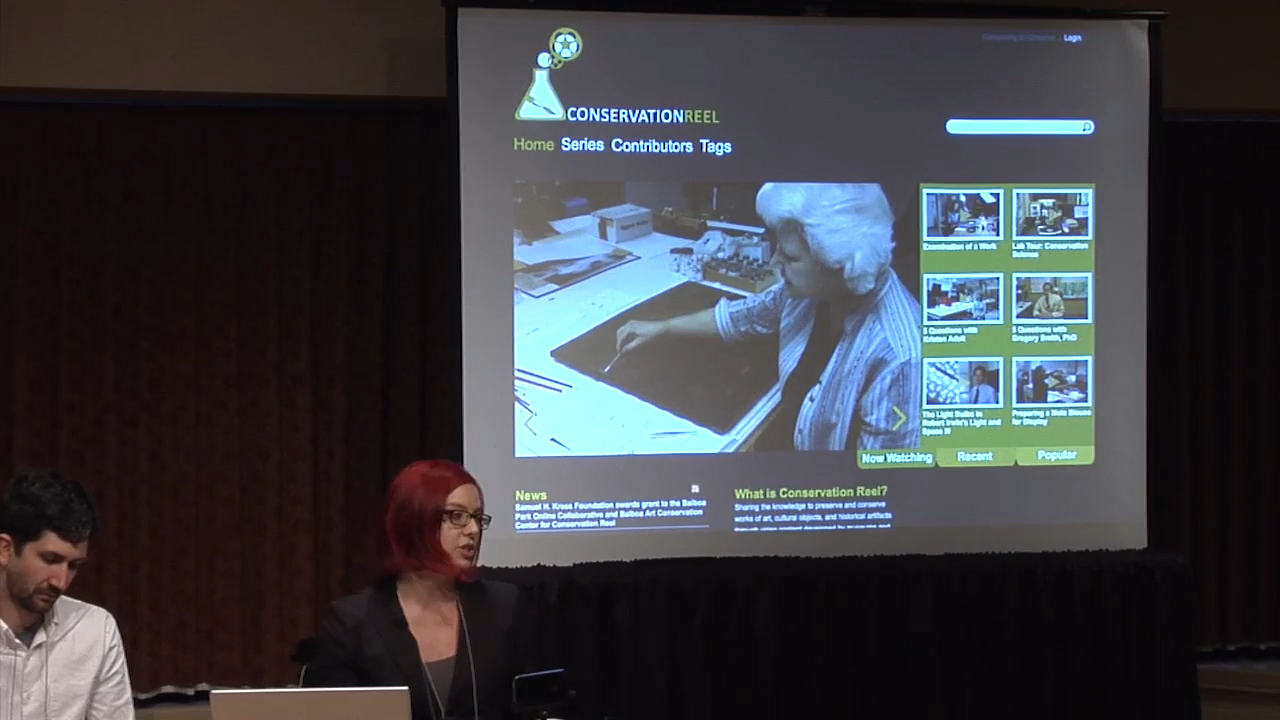 Login
CONSERVATIONREEL
Home Series Contributors Tags
Examination of a Work
Lab Tour: Conservation
Science
5 Questions with
Kristen Adolt
5 Questions with
Gregory Smith, PhD
The Light Bulbs in
Robert Irwin's Light and
Space III
Preparing a Mola Blouse
for Display
Now Watching
Recent
Popular
News
Samuel H. Kress Foundation awards grant to the Balboa
Park Online Collaborative and Balboa Art Conservation
Center for Conservation Reel
What is Conservation Reel?
Sharing the knowledge to preserve and conserve
works of art, cultural objects, and historical artifacts